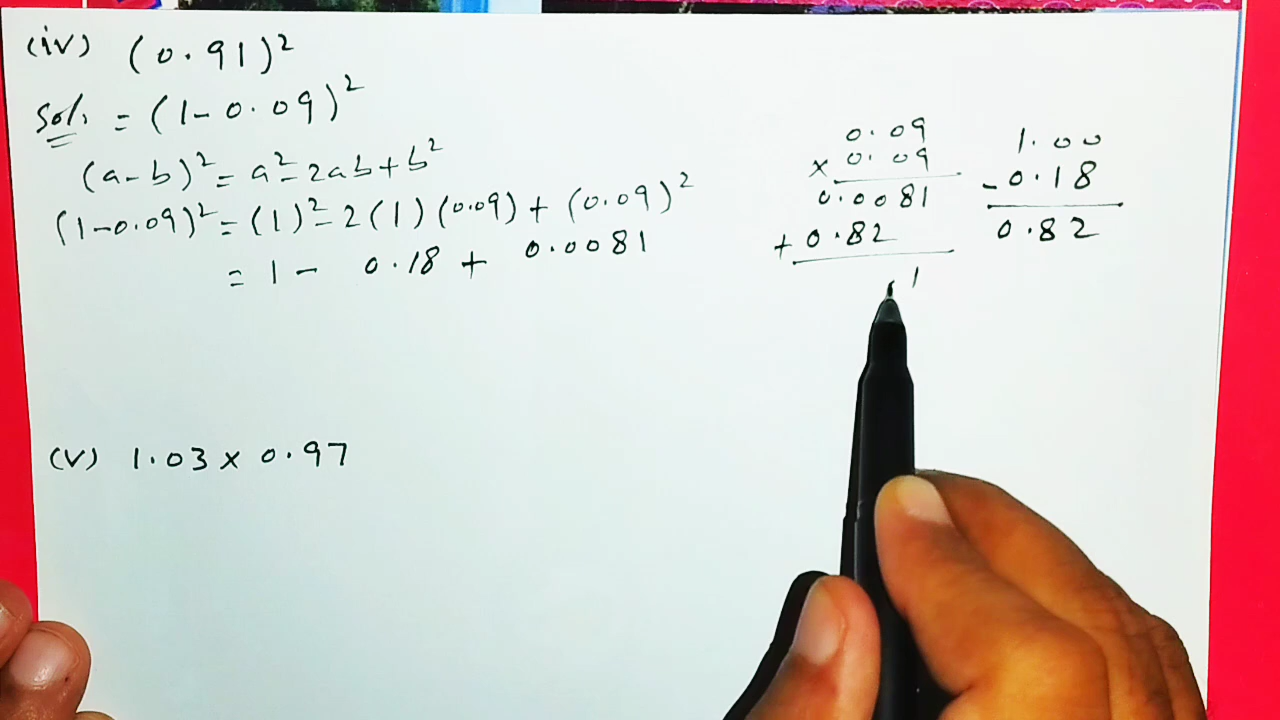 (iv) (0.91)²
Sol: = (1-0.09)²
(a-b)² = a²-2ab+b²
(1-0.09)² = (1)²-2(1)(0.09)+(0.09)²
= 1 - 0.18 + 0.0081
0.09
× 0.09
0.0081
+ 0.82
1
1.00
- 0.18
0.82
(v) 1.03 × 0.97